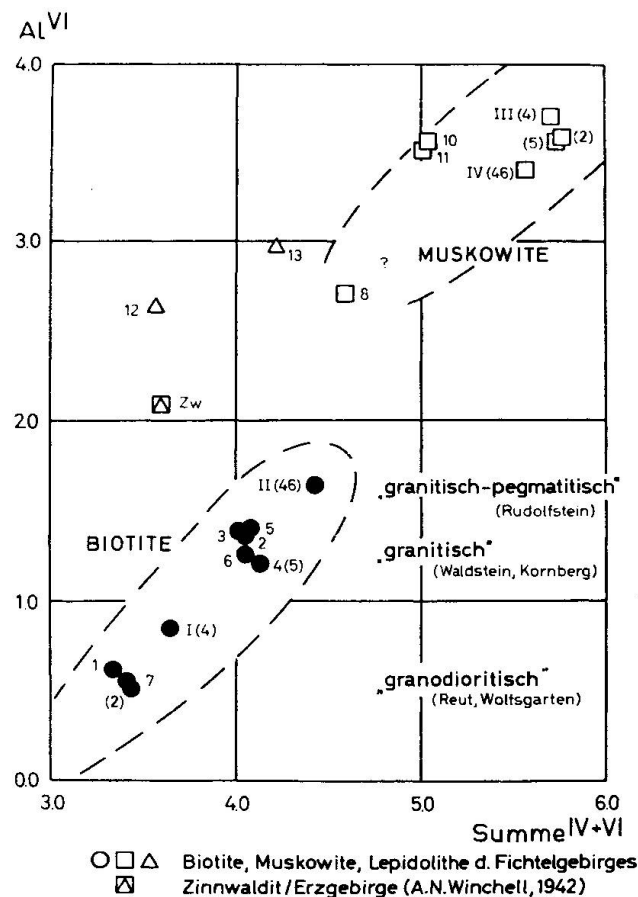 Al^VI
4.0
III (4)
10
(5) (2)
11
IV (46)
3.0
13
?
MUSKOWITE
12
8
Zw
2.0
II (46)
„granitisch-pegmatitisch"
(Rudolfstein)
BIOTITE
3 5
2
„granitisch"
6 4 (5)
(Waldstein, Kornberg)
1.0
I (4)
1
7
(2)
„granodioritisch"
(Reut, Wolfsgarten)
0.0
3.0 4.0 5.0 6.0
Summe^IV+VI
Biotite, Muskowite, Lepidolithe d. Fichtelgebirges
Zinnwaldit/Erzgebirge (A.N.Winchell, 1942)